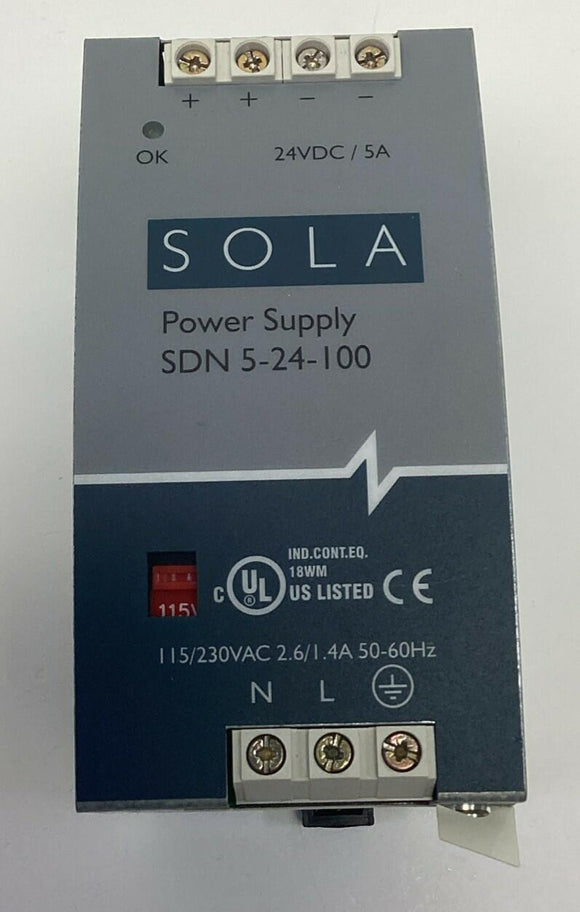 + + − −
OK 24VDC / 5A
SOLA
Power Supply
SDN 5-24-100
IND.CONT.EQ.
18WM
C UL ® US LISTED CE
115V
115/230VAC 2.6/1.4A 50-60Hz
N L